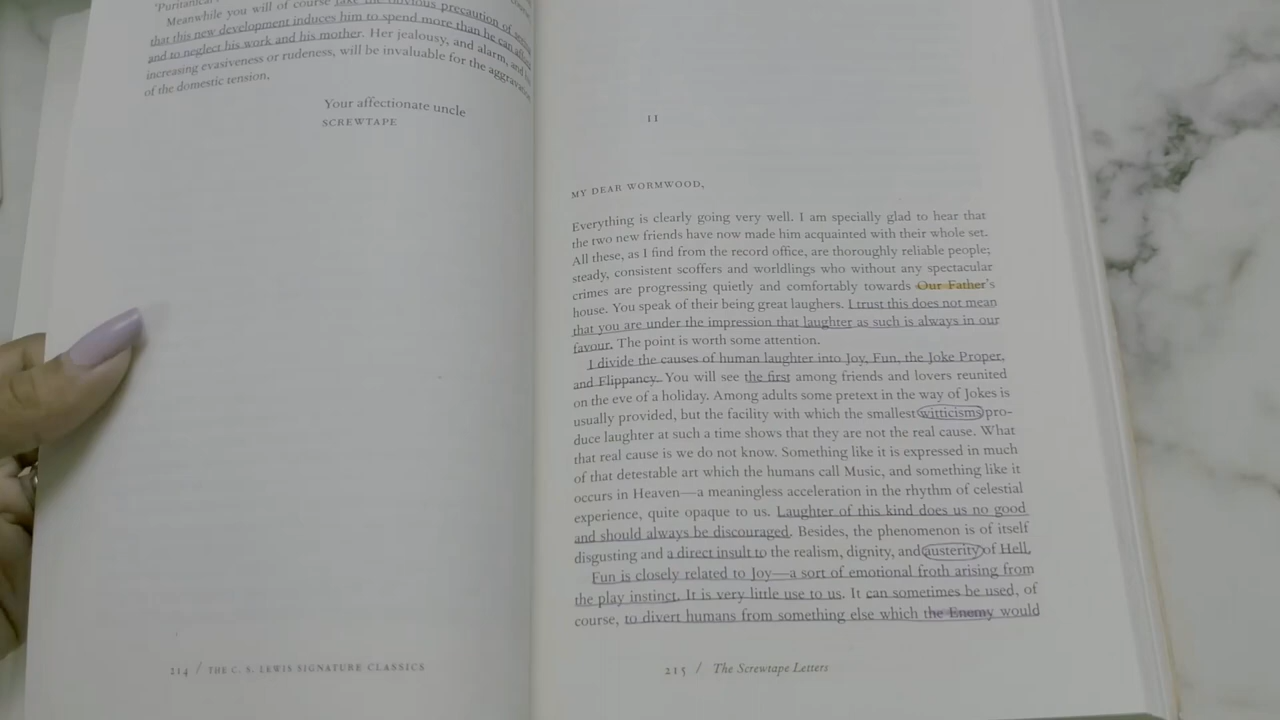 'Puritanical
Meanwhile you will of course take the obvious precaution of
that this new development induces him to spend more than he can afford
and to neglect his work and his mother. Her jealousy, and alarm, and
increasing evasiveness or rudeness, will be invaluable for the aggravation
of the domestic tension.
Your affectionate uncle
SCREWTAPE
214 / THE C. S. LEWIS SIGNATURE CLASSICS
11
MY DEAR WORMWOOD,
Everything is clearly going very well. I am specially glad to hear that
the two new friends have now made him acquainted with their whole set.
All these, as I find from the record office, are thoroughly reliable people;
steady, consistent scoffers and worldlings who without any spectacular
crimes are progressing quietly and comfortably towards Our Father's
house. You speak of their being great laughers. I trust this does not mean
that you are under the impression that laughter as such is always in our
favour. The point is worth some attention.
I divide the causes of human laughter into Joy, Fun, the Joke Proper,
and Flippancy. You will see the first among friends and lovers reunited
on the eve of a holiday. Among adults some pretext in the way of Jokes is
usually provided, but the facility with which the smallest witticisms pro-
duce laughter at such a time shows that they are not the real cause. What
that real cause is we do not know. Something like it is expressed in much
of that detestable art which the humans call Music, and something like it
occurs in Heaven—a meaningless acceleration in the rhythm of celestial
experience, quite opaque to us. Laughter of this kind does us no good
and should always be discouraged. Besides, the phenomenon is of itself
disgusting and a direct insult to the realism, dignity, and austerity of Hell.
Fun is closely related to Joy—a sort of emotional froth arising from
the play instinct. It is very little use to us. It can sometimes be used, of
course, to divert humans from something else which the Enemy would
215 / The Screwtape Letters